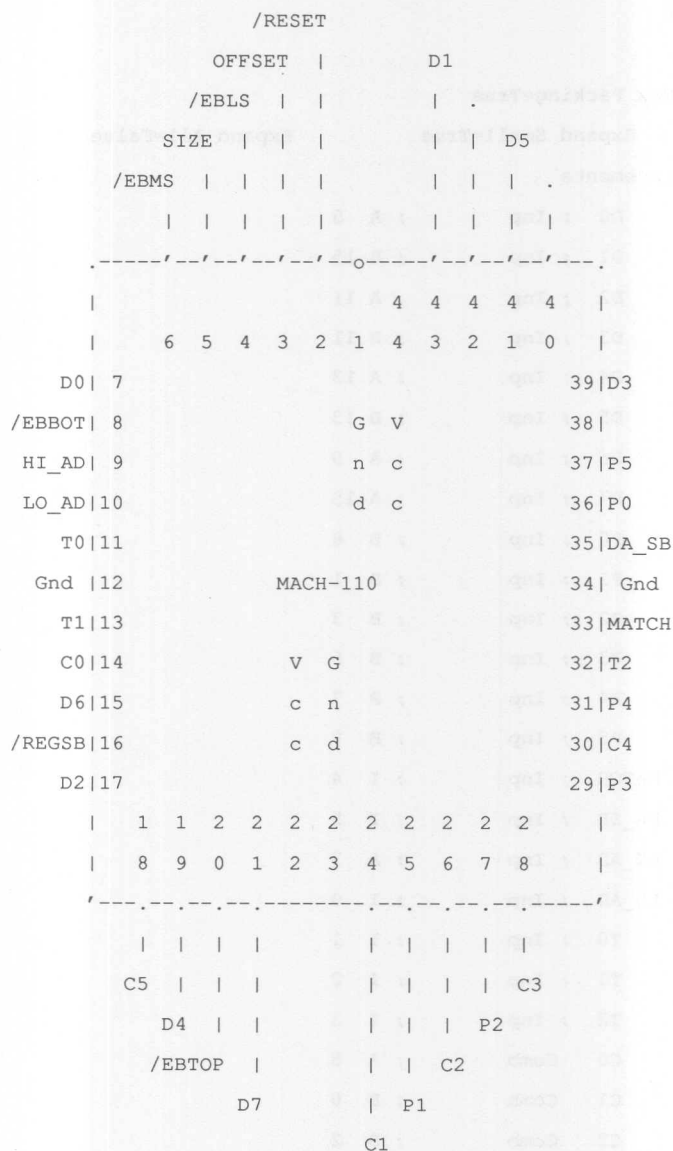 /RESET
OFFSET | D1
/EBLS | | | .
SIZE | | | | | D5
/EBMS | | | | | | | .
| | | | | | | | |
.-----'--'--'--'--o-----'--'--'--'---.
| 4 4 4 4 4 |
| 6 5 4 3 2 1 4 3 2 1 0 |
D0| 7 39|D3
/EBBOT| 8 G V 38|
HI_AD| 9 n c 37|P5
LO_AD|10 d c 36|P0
T0|11 35|DA_SB
Gnd |12 MACH-110 34| Gnd
T1|13 33|MATCH
C0|14 V G 32|T2
D6|15 c n 31|P4
/REGSB|16 c d 30|C4
D2|17 29|P3
| 1 1 2 2 2 2 2 2 2 2 2 |
| 8 9 0 1 2 3 4 5 6 7 8 |
'---.--.--.-.---------.--.--.--.--.-----'
| | | | | | | | |
C5 | | | | | | | C3
D4 | | | | | P2
/EBTOP | | | C2
D7 | P1
C1